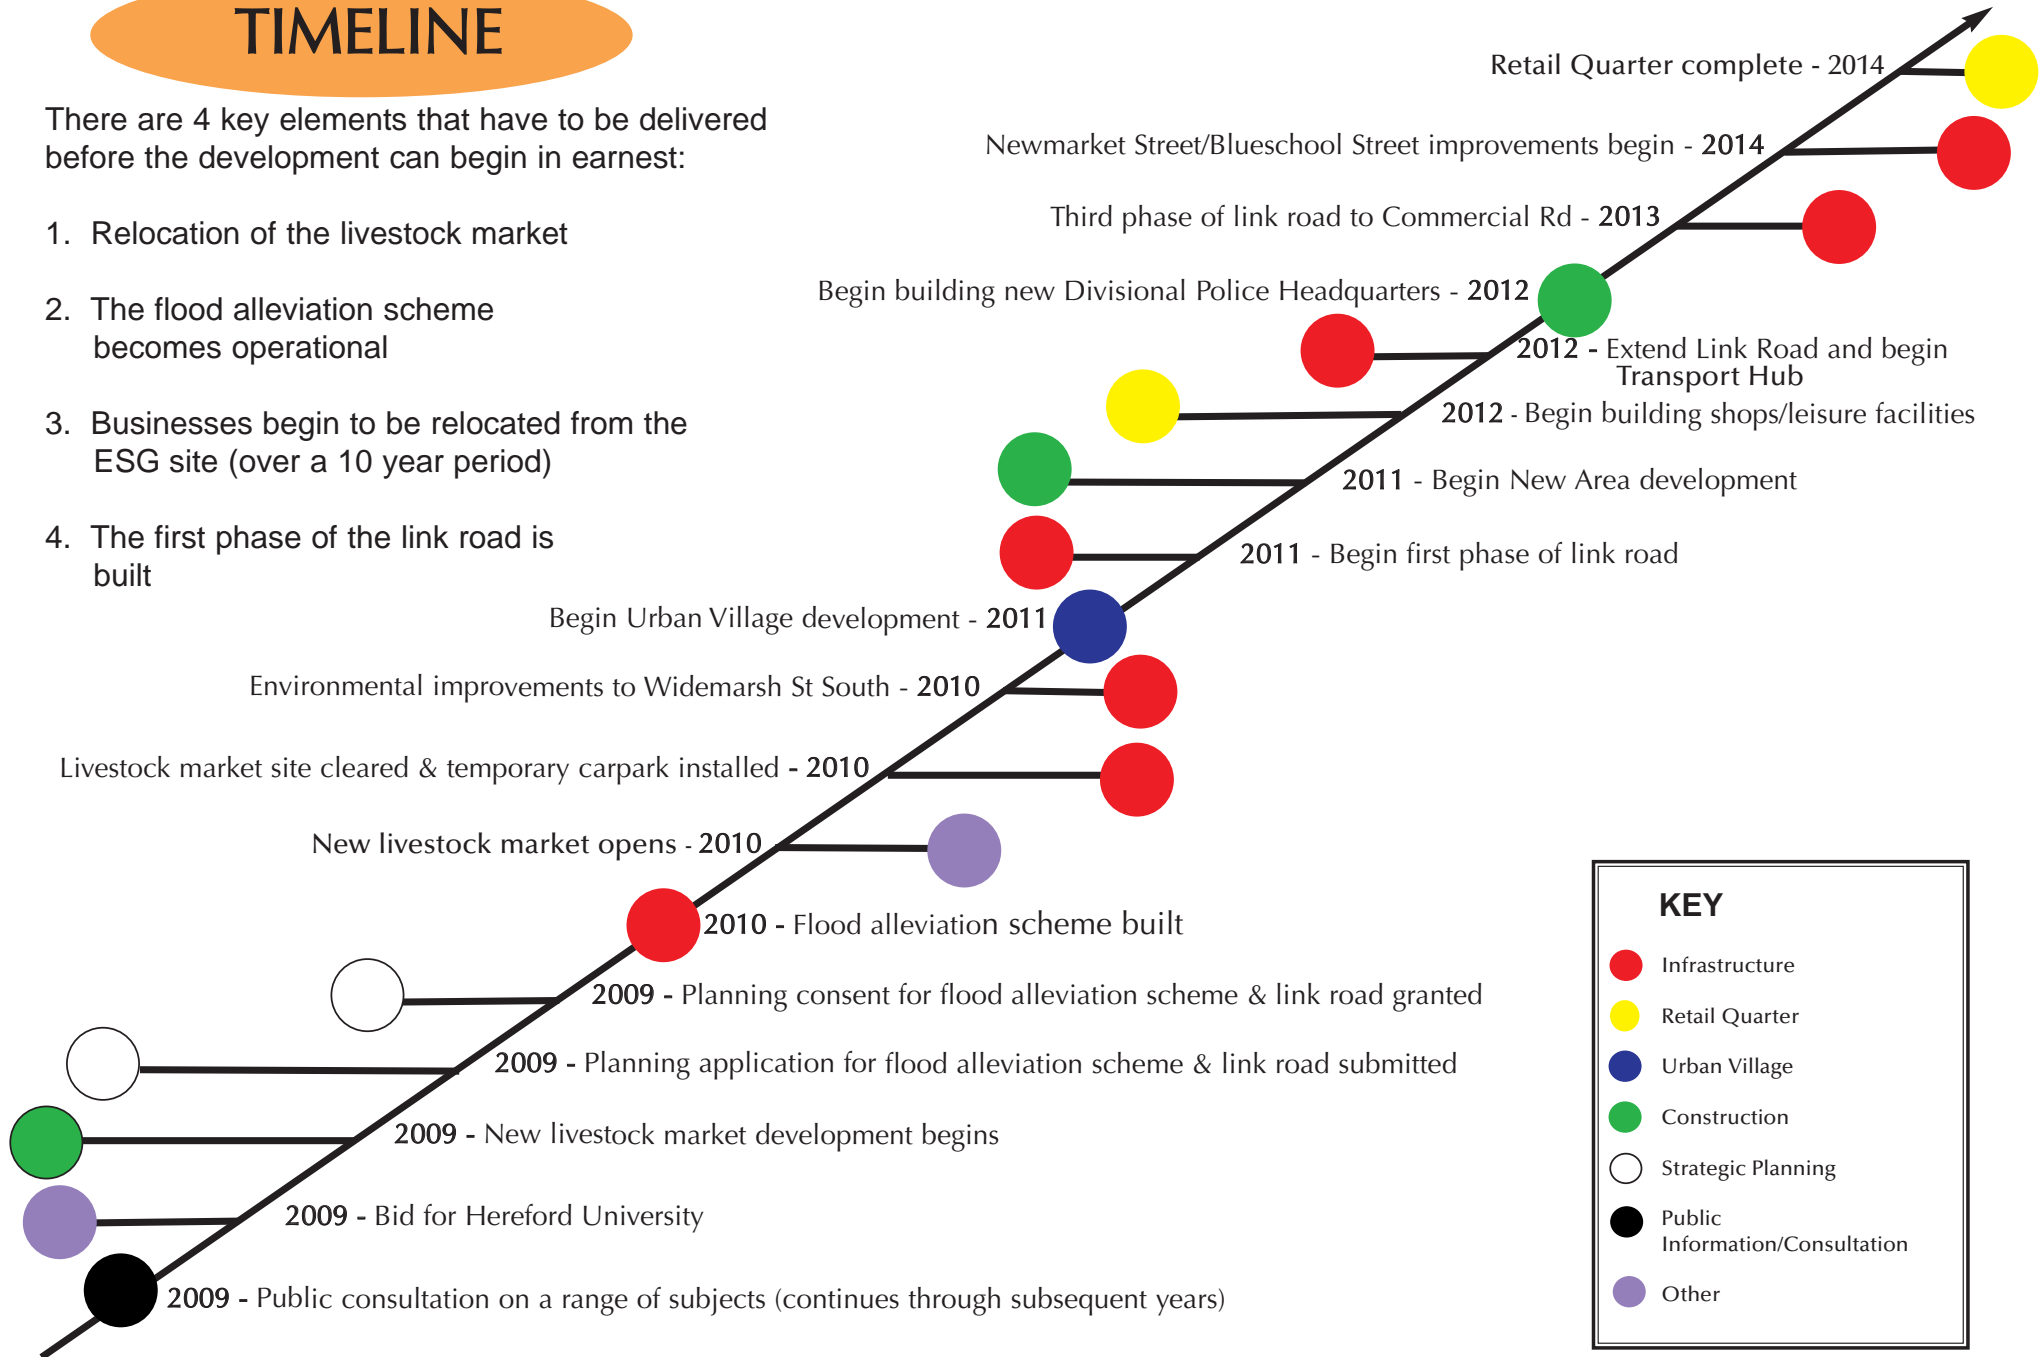 TIMELINE
There are 4 key elements that have to be delivered
before the development can begin in earnest:
1. Relocation of the livestock market
2. The flood alleviation scheme
becomes operational
3. Businesses begin to be relocated from the
ESG site (over a 10 year period)
4. The first phase of the link road is
built
Retail Quarter complete - 2014
Newmarket Street/Blueschool Street improvements begin - 2014
Third phase of link road to Commercial Rd - 2013
Begin building new Divisional Police Headquarters - 2012
2012 - Extend Link Road and begin
Transport Hub
2012 - Begin building shops/leisure facilities
2011 - Begin New Area development
2011 - Begin first phase of link road
Begin Urban Village development - 2011
Environmental improvements to Widemarsh St South - 2010
Livestock market site cleared & temporary carpark installed - 2010
New livestock market opens - 2010
2010 - Flood alleviation scheme built
2009 - Planning consent for flood alleviation scheme & link road granted
2009 - Planning application for flood alleviation scheme & link road submitted
2009 - New livestock market development begins
2009 - Bid for Hereford University
2009 - Public consultation on a range of subjects (continues through subsequent years)
KEY
Infrastructure
Retail Quarter
Urban Village
Construction
Strategic Planning
Public
Information/Consultation
Other